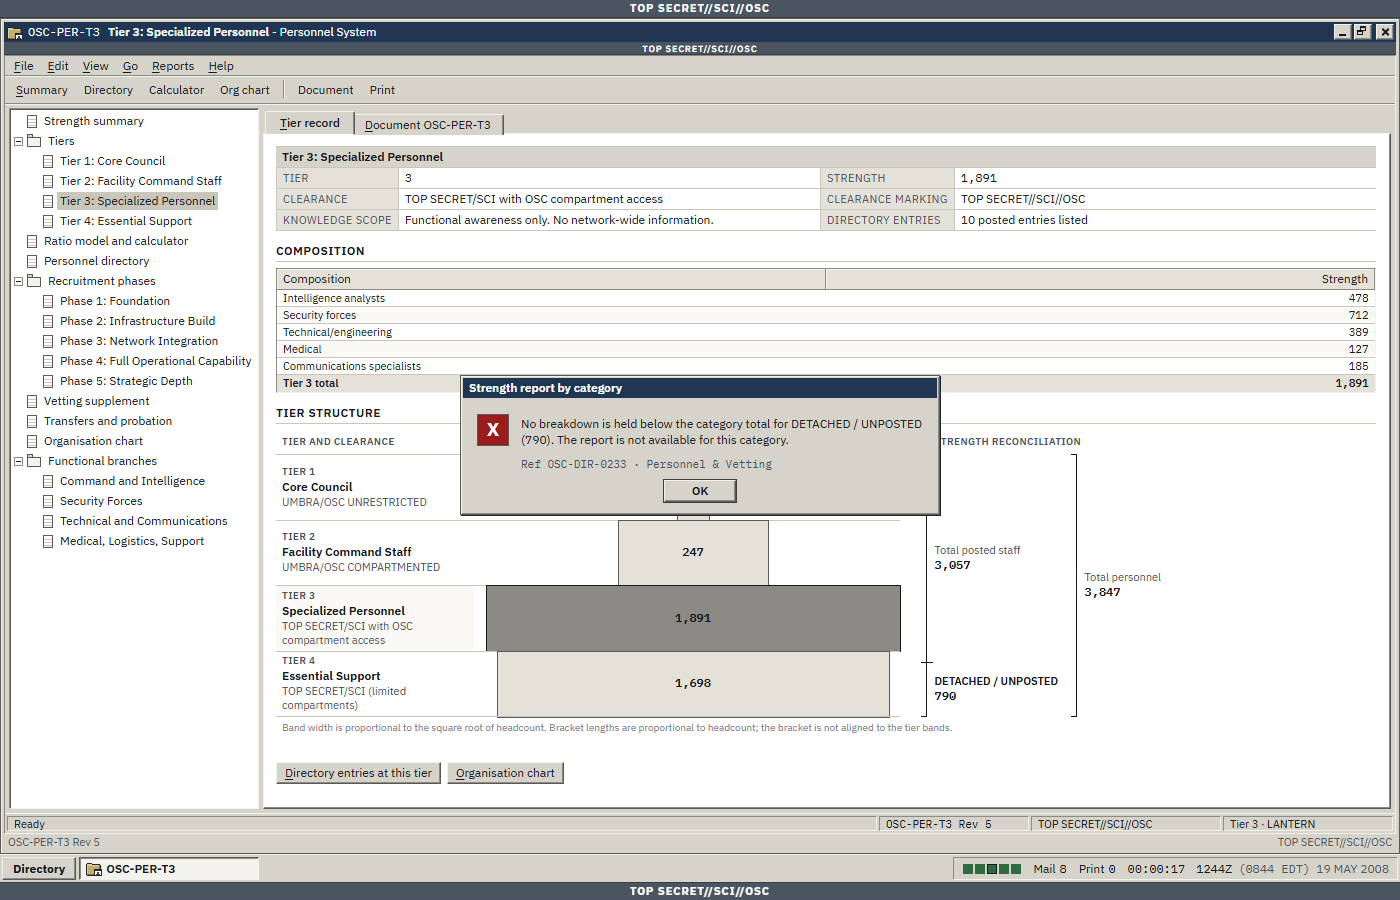 TOP SECRET//SCI//OSC
OSC-PER-T3 Tier 3: Specialized Personnel - Personnel System
TOP SECRET//SCI//OSC
File Edit View Go Reports Help
Summary Directory Calculator Org chart Document Print
Strength summary
Tiers
Tier 1: Core Council
Tier 2: Facility Command Staff
Tier 3: Specialized Personnel
Tier 4: Essential Support
Ratio model and calculator
Personnel directory
Recruitment phases
Phase 1: Foundation
Phase 2: Infrastructure Build
Phase 3: Network Integration
Phase 4: Full Operational Capability
Phase 5: Strategic Depth
Vetting supplement
Transfers and probation
Organisation chart
Functional branches
Command and Intelligence
Security Forces
Technical and Communications
Medical, Logistics, Support
Tier record Document OSC-PER-T3
Tier 3: Specialized Personnel
TIER 3 STRENGTH 1,891
CLEARANCE TOP SECRET/SCI with OSC compartment access CLEARANCE MARKING TOP SECRET//SCI//OSC
KNOWLEDGE SCOPE Functional awareness only. No network-wide information. DIRECTORY ENTRIES 10 posted entries listed
COMPOSITION
Composition Strength
Intelligence analysts 478
Security forces 712
Technical/engineering 389
Medical 127
Communications specialists 185
Tier 3 total 1,891
TIER STRUCTURE
TIER AND CLEARANCE TRENGTH RECONCILIATION
TIER 1
Core Council
UMBRA/OSC UNRESTRICTED
TIER 2
Facility Command Staff
UMBRA/OSC COMPARTMENTED
247
TIER 3
Specialized Personnel
TOP SECRET/SCI with OSC
compartment access
1,891
TIER 4
Essential Support
TOP SECRET/SCI (limited
compartments)
1,698
Total posted staff
3,057
Total personnel
3,847
DETACHED / UNPOSTED
790
Band width is proportional to the square root of headcount. Bracket lengths are proportional to headcount; the bracket is not aligned to the tier bands.
Strength report by category
X
No breakdown is held below the category total for DETACHED / UNPOSTED
(790). The report is not available for this category.
Ref OSC-DIR-0233 · Personnel & Vetting
OK
Directory entries at this tier Organisation chart
Ready OSC-PER-T3 Rev 5 TOP SECRET//SCI//OSC Tier 3 · LANTERN
OSC-PER-T3 Rev 5 TOP SECRET//SCI//OSC
Directory OSC-PER-T3 Mail 8 Print 0 00:00:17 1244Z (0844 EDT) 19 MAY 2008
TOP SECRET//SCI//OSC